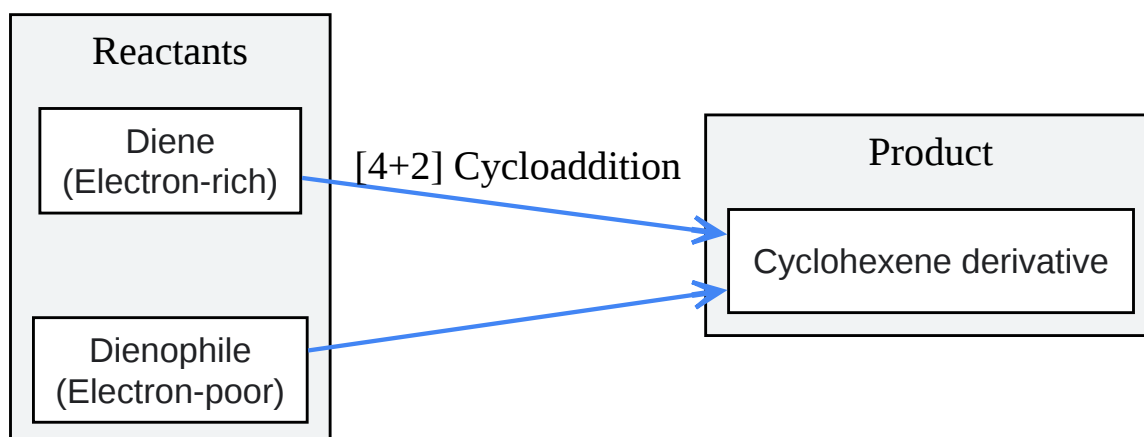 Reactants
Diene
(Electron-rich)
Dienophile
(Electron-poor)
[4+2] Cycloaddition
Product
Cyclohexene derivative